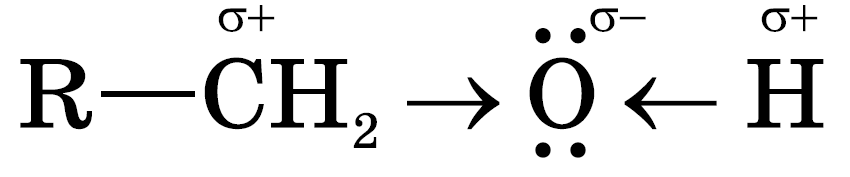 σ+ σ− σ+
R—CH₂ → Ö ← H